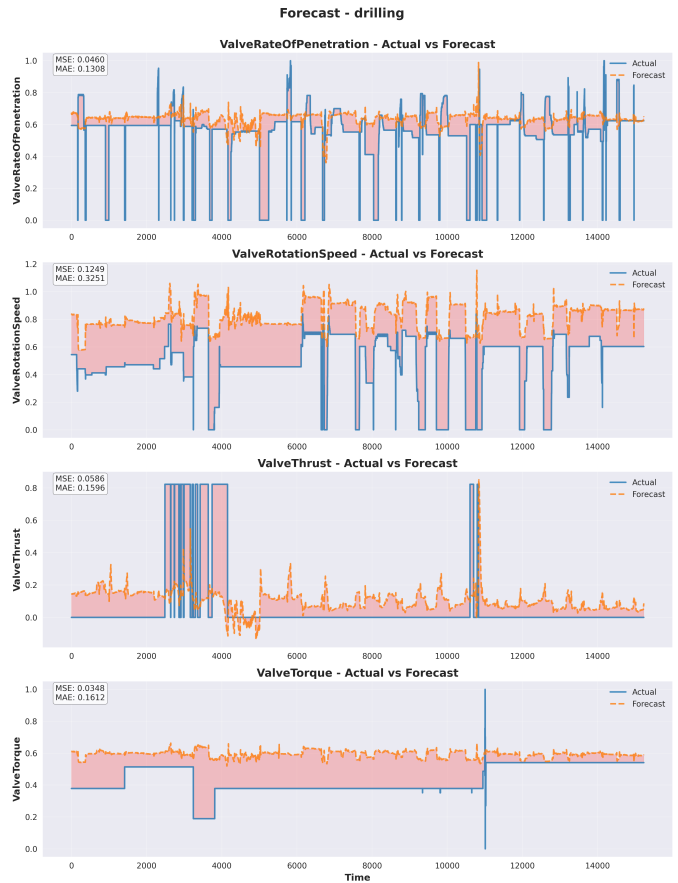 Forecast - drilling
ValveRateOfPenetration - Actual vs Forecast
MSE: 0.0460
MAE: 0.1308
Actual
Forecast
ValveRateOfPenetration
1.0
0.8
0.6
0.4
0.2
0.0
0 2000 4000 6000 8000 10000 12000 14000
ValveRotationSpeed - Actual vs Forecast
MSE: 0.1249
MAE: 0.3251
Actual
Forecast
ValveRotationSpeed
1.2
1.0
0.8
0.6
0.4
0.2
0.0
0 2000 4000 6000 8000 10000 12000 14000
ValveThrust - Actual vs Forecast
MSE: 0.0586
MAE: 0.1596
Actual
Forecast
ValveThrust
0.8
0.6
0.4
0.2
0.0
0 2000 4000 6000 8000 10000 12000 14000
ValveTorque - Actual vs Forecast
MSE: 0.0348
MAE: 0.1612
Actual
Forecast
ValveTorque
1.0
0.8
0.6
0.4
0.2
0.0
0 2000 4000 6000 8000 10000 12000 14000
Time